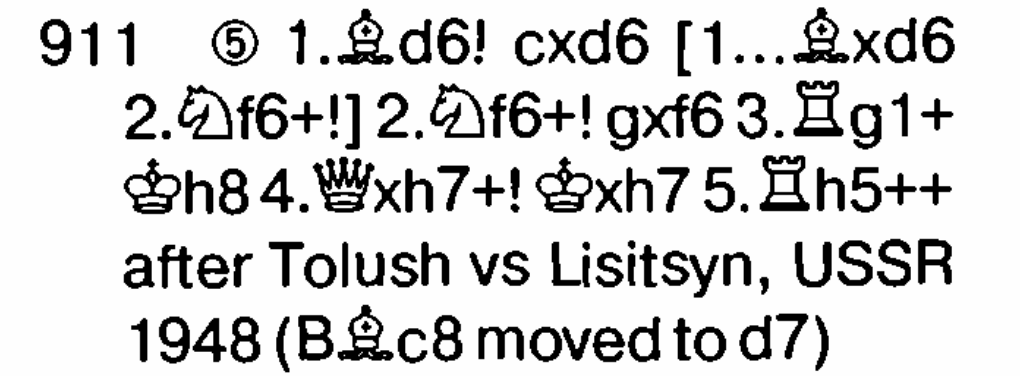 911 ⑤ 1.♗d6! cxd6 [1...♗xd6
2.♘f6+!] 2.♘f6+! gxf6 3.♖g1+
♔h8 4.♕xh7+! ♔xh7 5.♖h5++
after Tolush vs Lisitsyn, USSR
1948 (B♗c8 moved to d7)